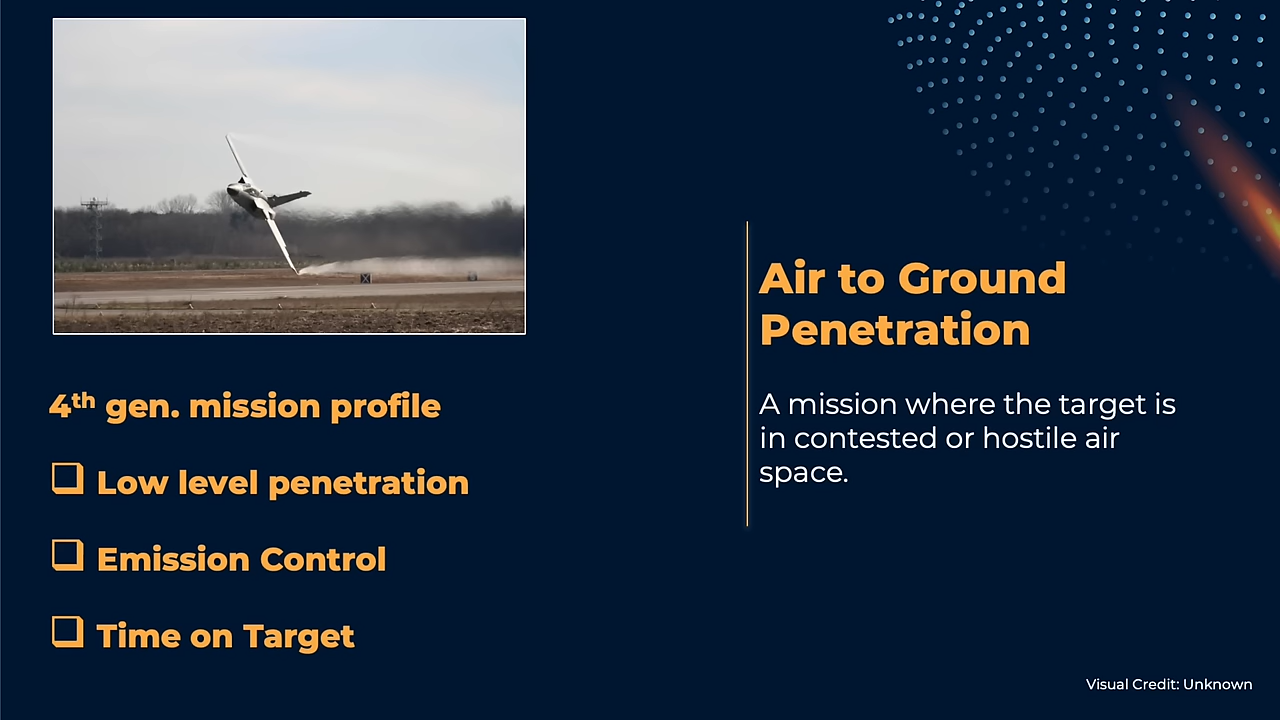 4th gen. mission profile
Low level penetration
Emission Control
Time on Target
Air to Ground
Penetration
A mission where the target is
in contested or hostile air
space.
Visual Credit: Unknown